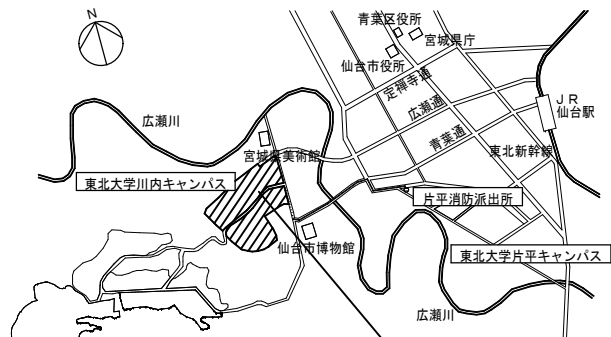 N
青葉区役所
宮城県庁
仙台市役所
定禅寺通
広瀬通
青葉通
JR
仙台駅
広瀬川
宮城県美術館
東北新幹線
東北大学川内キャンパス
片平消防派出所
仙台市博物館
東北大学片平キャンパス
広瀬川